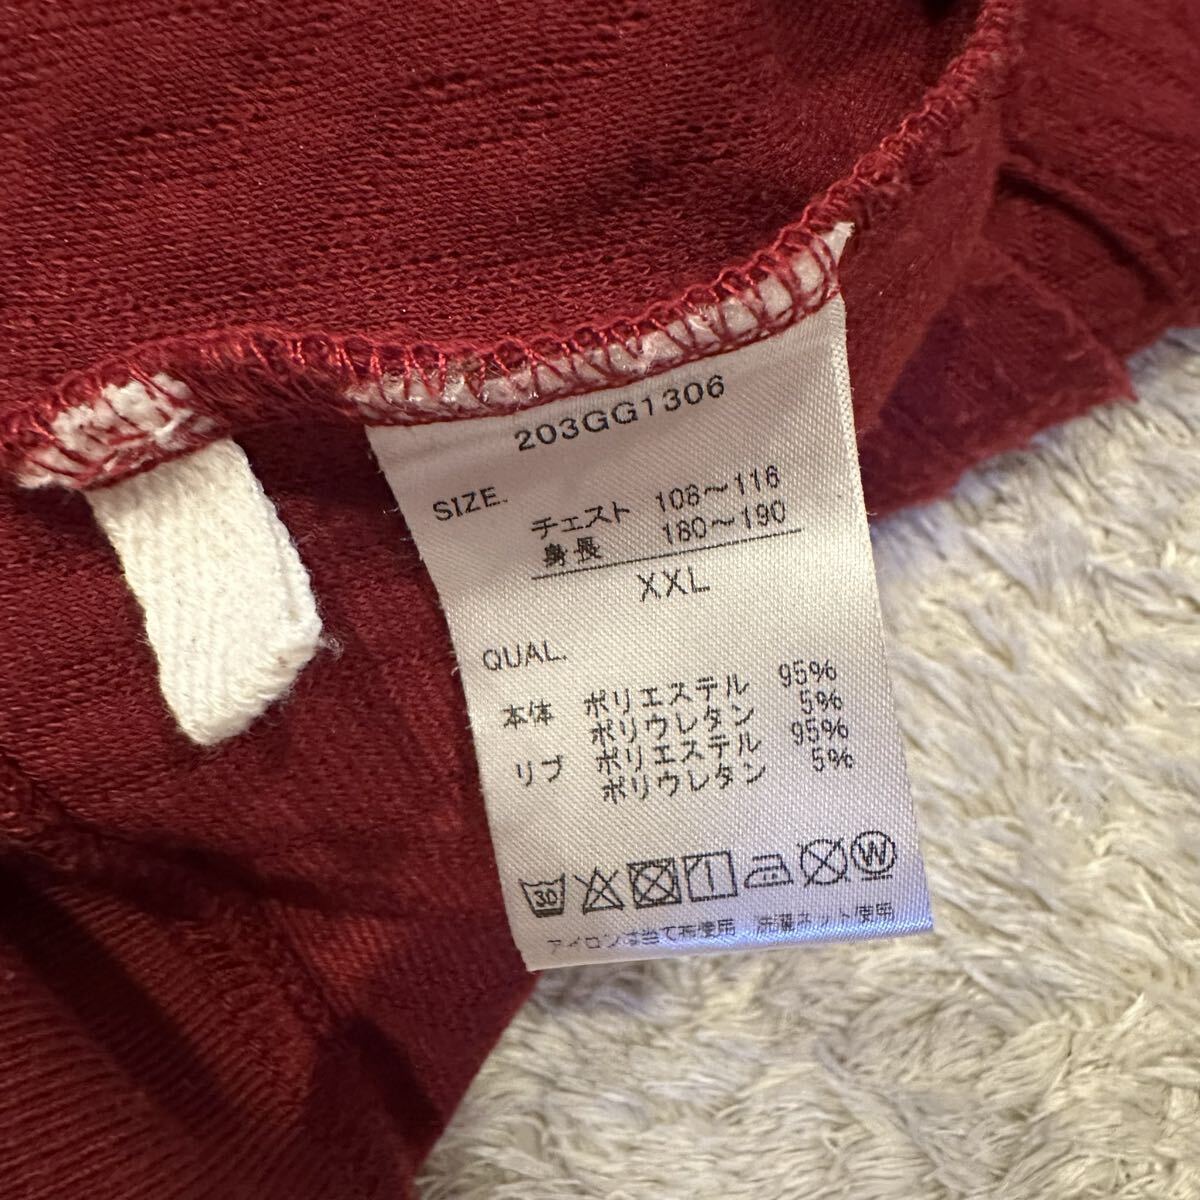 203GG1306
SIZE.
チェスト 108〜116
身長 180〜190
XXL
QUAL.
本体 ポリエステル 95%
ポリウレタン 5%
リブ ポリエステル 95%
ポリウレタン 5%
30 W
アイロンは当て布使用 洗濯ネット使用